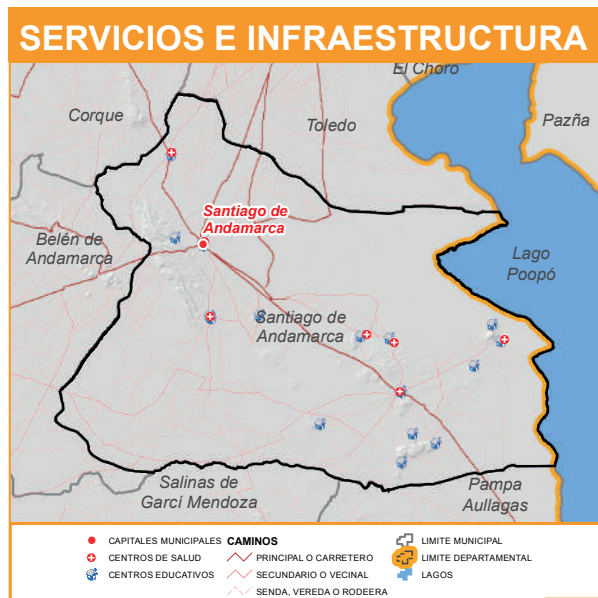 SERVICIOS E INFRAESTRUCTURA
El Choro
Corque
Toledo
Pazña
Santiago de
Andamarca
Belén de
Andamarca
Lago
Poopó
Santiago de
Andamarca
Salinas de
Garcí Mendoza
Pampa
Aullagas
CAPITALES MUNICIPALES
CENTROS DE SALUD
CENTROS EDUCATIVOS
CAMINOS
PRINCIPAL O CARRETERO
SECUNDARIO O VECINAL
SENDA, VEREDA O RODEERA
LIMITE MUNICIPAL
LIMITE DEPARTAMENTAL
LAGOS